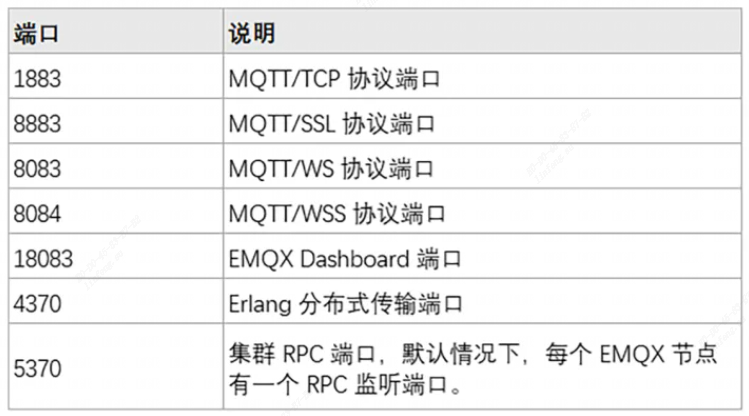 端口 说明
1883 MQTT/TCP 协议端口
8883 MQTT/SSL 协议端口
8083 MQTT/WS 协议端口
8084 MQTT/WSS 协议端口
18083 EMQX Dashboard 端口
4370 Erlang 分布式传输端口
5370 集群 RPC 端口，默认情况下，每个 EMQX 节点
有一个 RPC 监听端口。